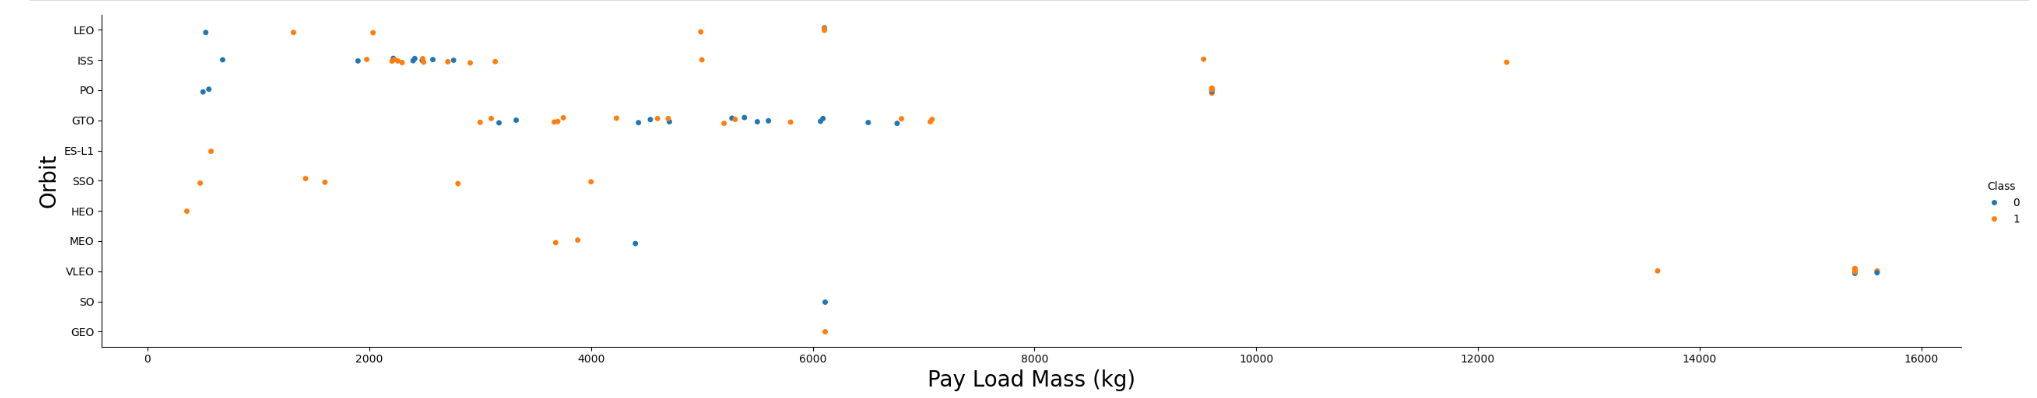 LEO
ISS
PO
GTO
ES-L1
SSO
HEO
MEO
VLEO
SO
GEO
Orbit
0 2000 4000 6000 8000 10000 12000 14000 16000
Pay Load Mass (kg)
Class
0
1